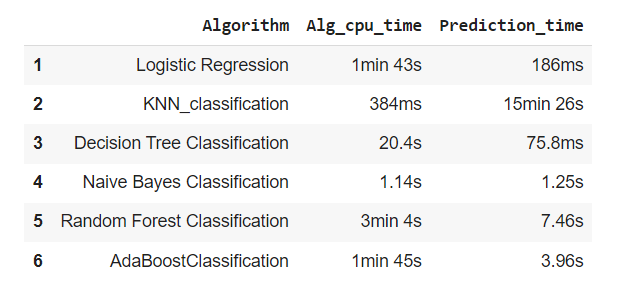 Algorithm Alg_cpu_time Prediction_time
1 Logistic Regression 1min 43s 186ms
2 KNN_classification 384ms 15min 26s
3 Decision Tree Classification 20.4s 75.8ms
4 Naive Bayes Classification 1.14s 1.25s
5 Random Forest Classification 3min 4s 7.46s
6 AdaBoostClassification 1min 45s 3.96s